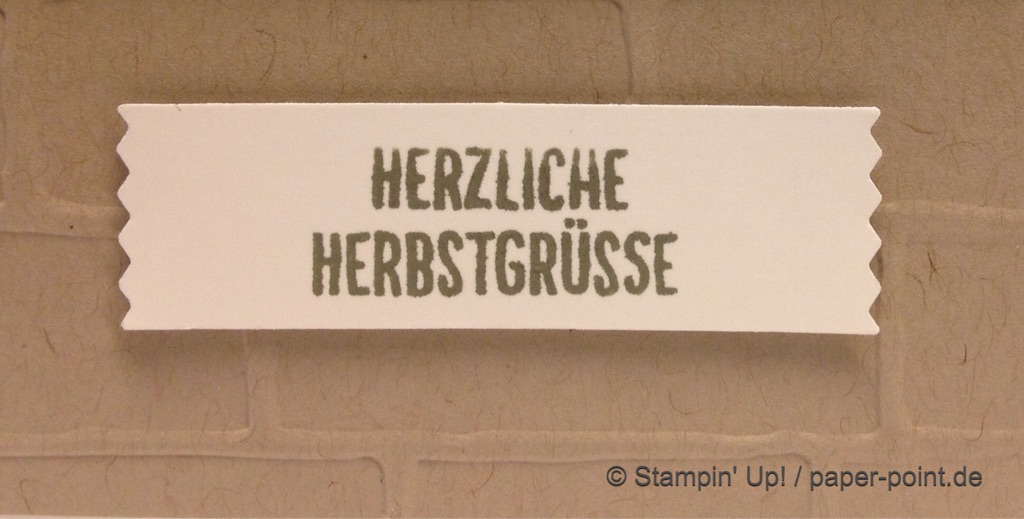 HERZLICHE
HERBSTGRÜSSE
© Stampin' Up! / paper-point.de